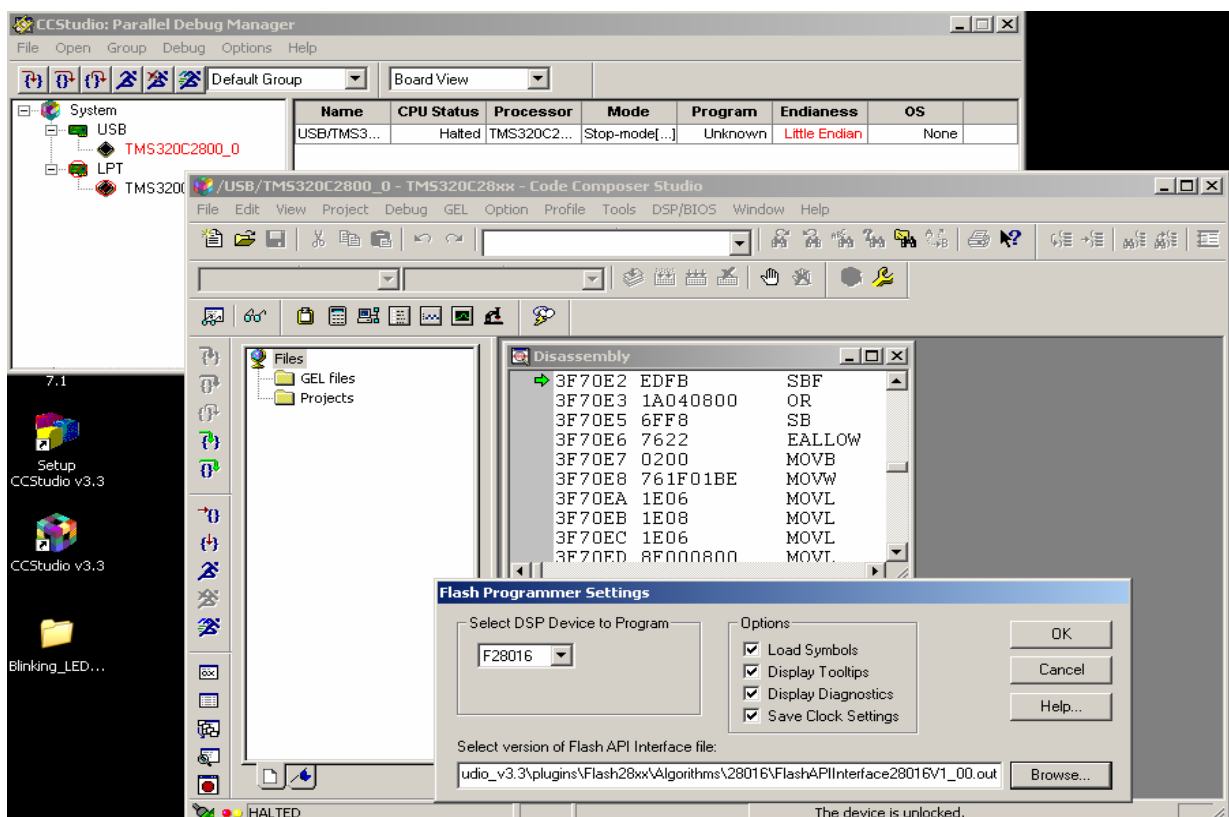 CCStudio: Parallel Debug Manager
File Open Group Debug Options Help
Default Group Board View
System
USB
TMS320C2800_0
LPT
TMS320
Name CPU Status Processor Mode Program Endianess OS
USB/TMS3... Halted TMS320C2... Stop-mode[...] Unknown Little Endian None
/USB/TMS320C2800_0 - TMS320C28xx - Code Composer Studio
File Edit View Project Debug GEL Option Profile Tools DSP/BIOS Window Help
Files
GEL files
Projects
Disassembly
3F70E2 EDFB SBF
3F70E3 1A040800 OR
3F70E5 6FF8 SB
3F70E6 7622 EALLOW
3F70E7 0200 MOVB
3F70E8 761F01BE MOVW
3F70EA 1E06 MOVL
3F70EB 1E08 MOVL
3F70EC 1E06 MOVL
3F70ED 8F000800 MOVL
7.1
Setup
CCStudio v3.3
CCStudio v3.3
Blinking_LED...
Flash Programmer Settings
Select DSP Device to Program
F28016
Options
Load Symbols
Display Tooltips
Display Diagnostics
Save Clock Settings
OK
Cancel
Help...
Select version of Flash API Interface file:
udio_v3.3\plugins\Flash28xx\Algorithms\28016\FlashAPIInterface28016V1_00.out
Browse...
HALTED
The device is unlocked.